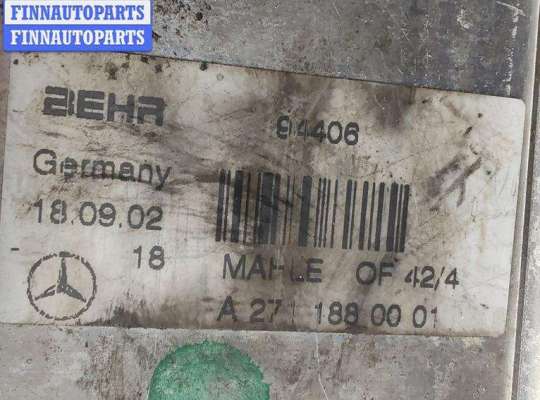 FINNAUTOPARTS
FINNAUTOPARTS
BEHR 94406
Germany
18.09.02
18 MAHLE OF 42/4
A 271 188 00 01